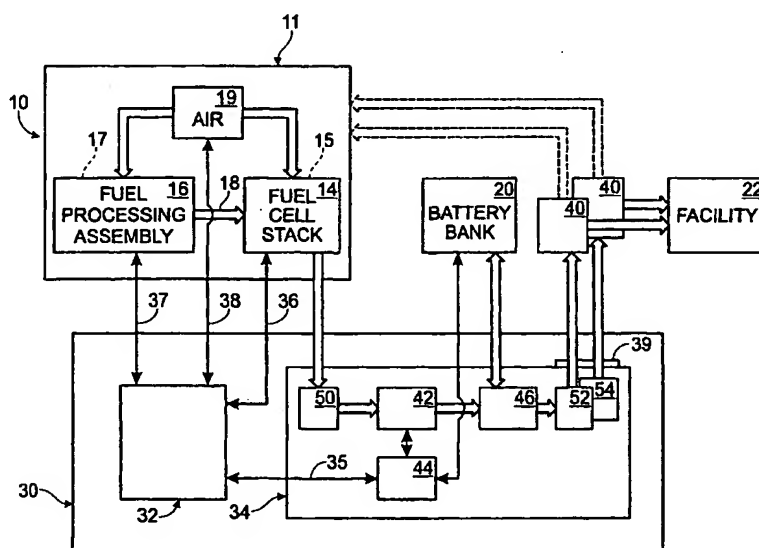 11
10
19
AIR
17
15
16
FUEL
PROCESSING
ASSEMBLY
18
14
FUEL
CELL
STACK
20
BATTERY
BANK
40
40
22
FACILITY
37
38
36
39
50
42
46
52
54
35
44
30
32
34